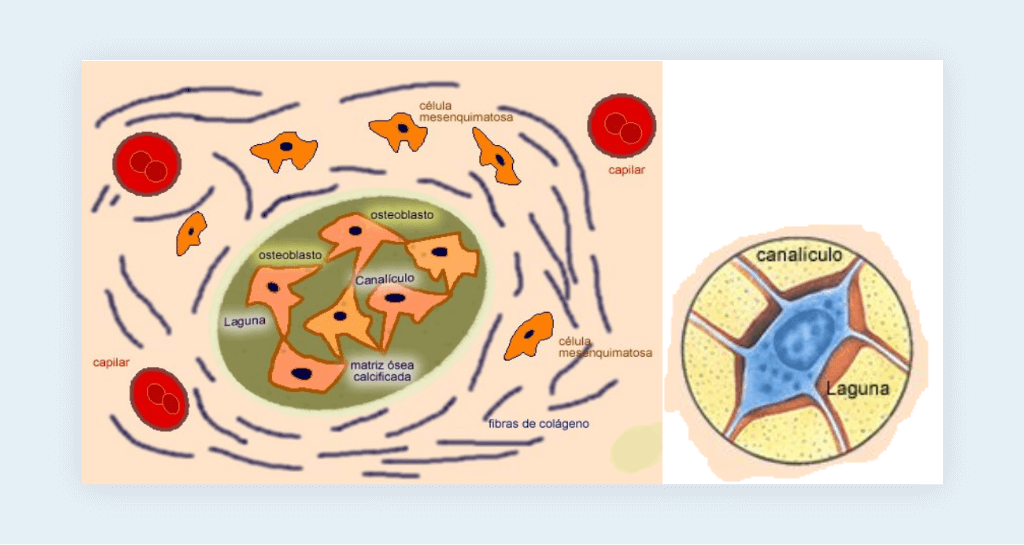 célula
mesenquimatosa
capilar
osteoblasto
osteoblasto
Canalículo
Laguna
capilar
matriz ósea
calcificada
célula
mesenquimatosa
fibras de colágeno
canalículo
Laguna